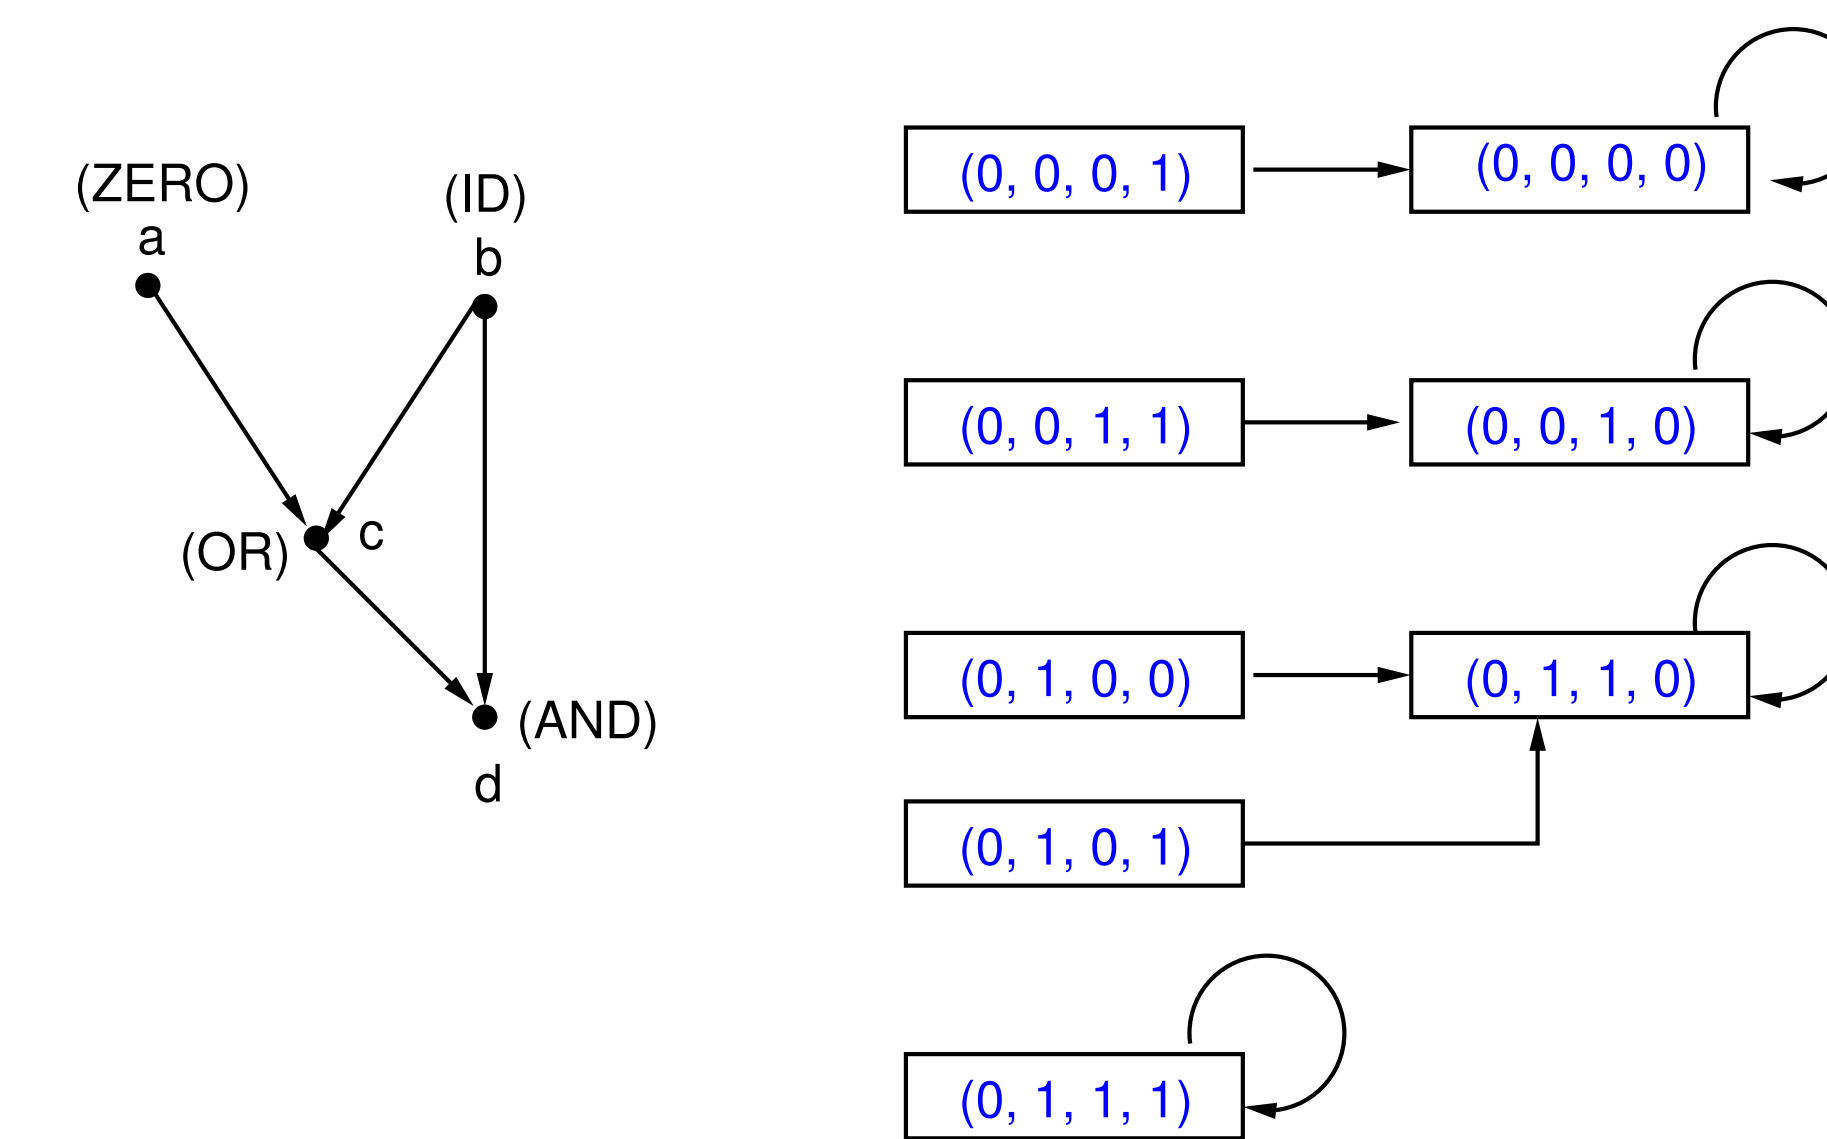 (ZERO)
a
(ID)
b
(OR)
c
(AND)
d
(0, 0, 0, 1)
(0, 0, 0, 0)
(0, 0, 1, 1)
(0, 0, 1, 0)
(0, 1, 0, 0)
(0, 1, 1, 0)
(0, 1, 0, 1)
(0, 1, 1, 1)